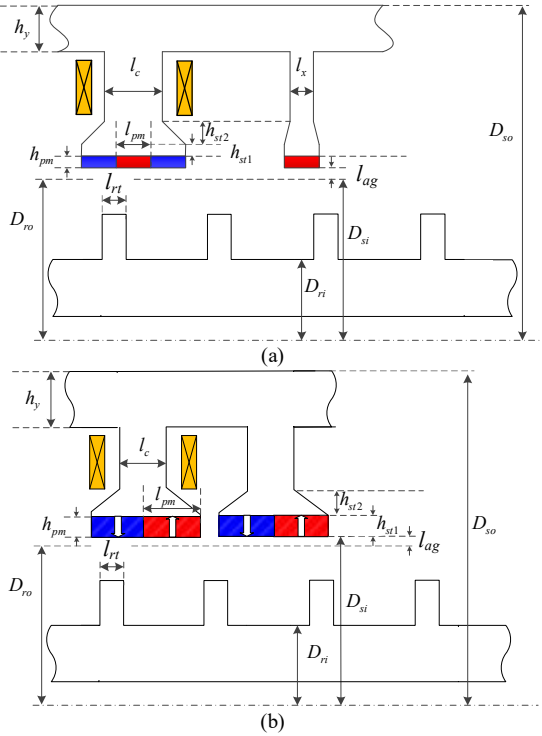 h_y
l_c
l_x
h_st2
l_pm
D_so
h_pm
h_st1
l_rt
l_ag
D_ro
D_si
D_ri
(a)
h_y
l_c
l_pm
h_st2
h_pm
h_st1
D_so
l_rt
l_ag
D_ro
D_si
D_ri
(b)